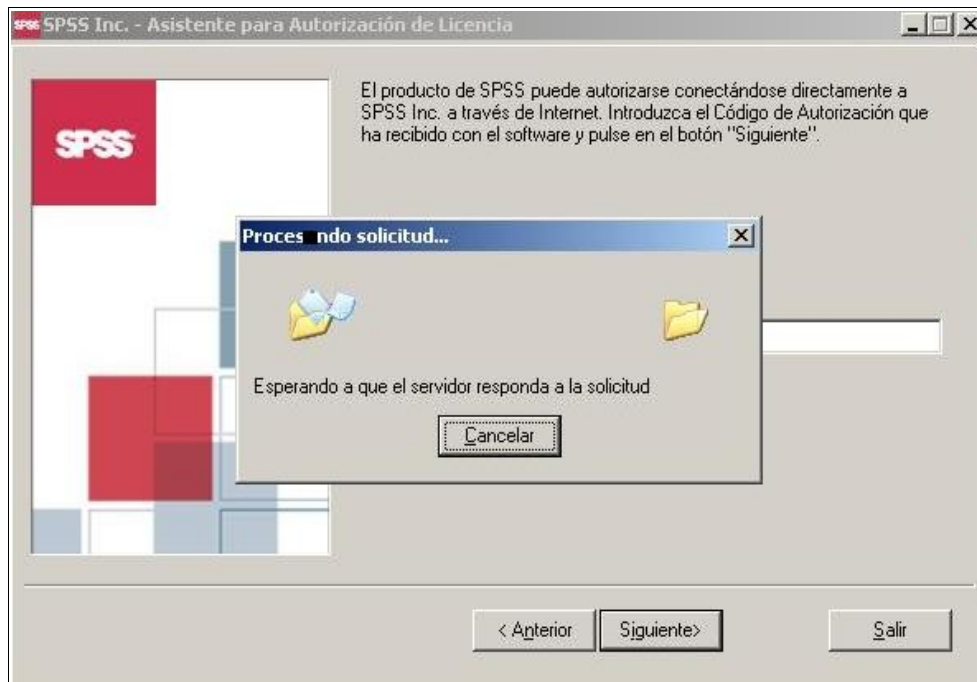 SPSS Inc. - Asistente para Autorización de Licencia
El producto de SPSS puede autorizarse conectándose directamente a
SPSS Inc. a través de Internet. Introduzca el Código de Autorización que
ha recibido con el software y pulse en el botón "Siguiente".
SPSS
solicitud...
Esperando a que el servidor responda a la solicitud
Cancelar
< Anterior
Siguiente>
Salir